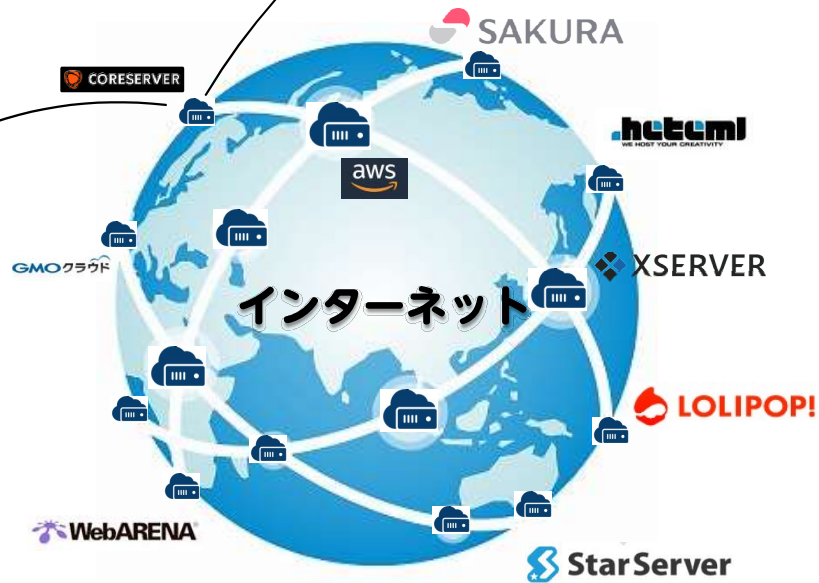 SAKURA
CORESERVER
.heteml
WE HOST YOUR CREATIVITY
aws
GMOクラウド
XSERVER
インターネット
LOLIPOP!
WebARENA
StarServer